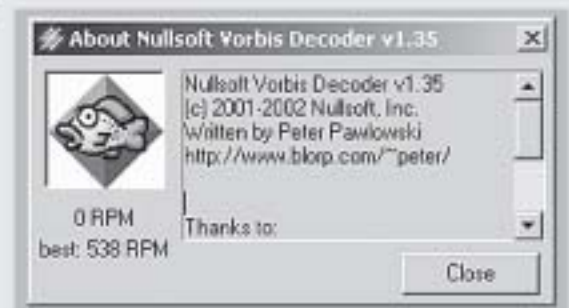 About Nullsoft Vorbis Decoder v1.35
Nullsoft Vorbis Decoder v1.35
(c) 2001-2002 Nullsoft, Inc.
Written by Peter Pawlowski
http://www.blorp.com/~peter/
Thanks to:
0 RPM
best: 538 RPM
Close